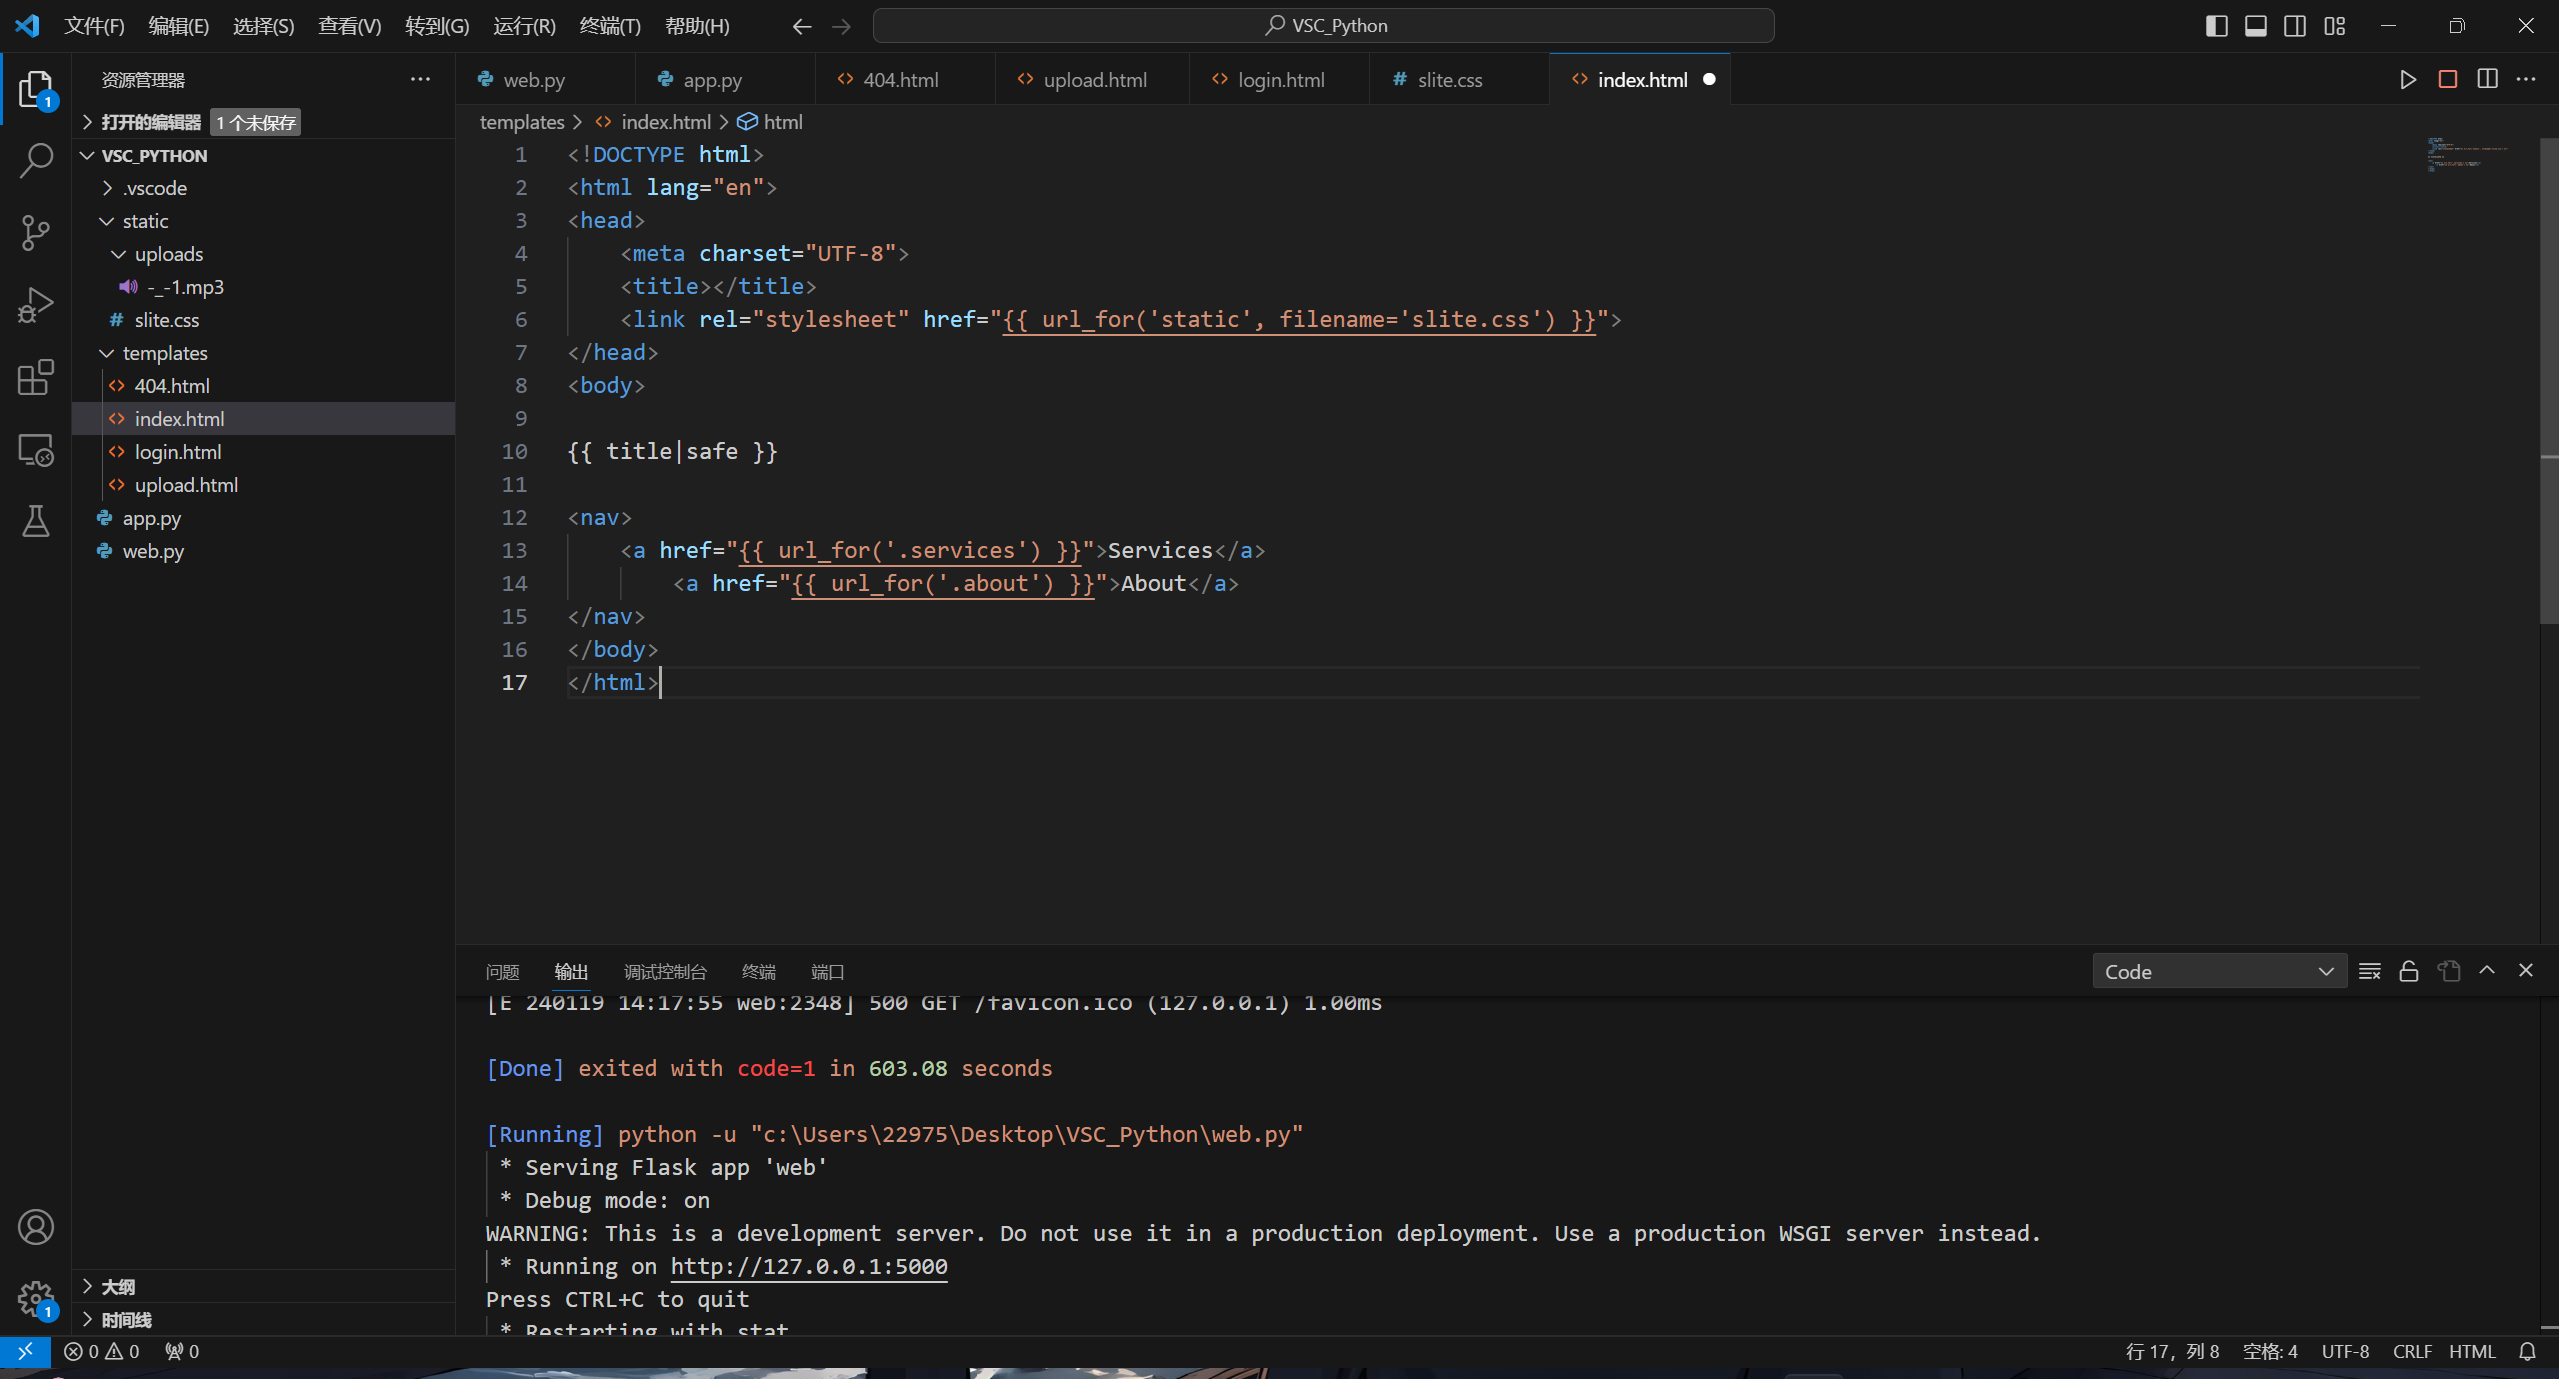 文件(F) 编辑(E) 选择(S) 查看(V) 转到(G) 运行(R) 终端(T) 帮助(H) VSC_Python
资源管理器
web.py app.py 404.html upload.html login.html slite.css index.html
1
打开的编辑器 1 个未保存
VSC_PYTHON
.vscode
static
uploads
-_-1.mp3
slite.css
templates
404.html
index.html
login.html
upload.html
app.py
web.py
大纲
时间线
1
templates > index.html > html
1 <!DOCTYPE html>
2 <html lang="en">
3 <head>
4     <meta charset="UTF-8">
5     <title></title>
6     <link rel="stylesheet" href="{{ url_for('static', filename='slite.css') }}">
7 </head>
8 <body>
9
10 {{ title|safe }}
11
12 <nav>
13     <a href="{{ url_for('.services') }}">Services</a>
14         <a href="{{ url_for('.about') }}">About</a>
15 </nav>
16 </body>
17 </html>
问题 输出 调试控制台 终端 端口 Code
[E 240119 14:17:55 web:2348] 500 GET /favicon.ico (127.0.0.1) 1.00ms
[Done] exited with code=1 in 603.08 seconds
[Running] python -u "c:\Users\22975\Desktop\VSC_Python\web.py"
* Serving Flask app 'web'
* Debug mode: on
WARNING: This is a development server. Do not use it in a production deployment. Use a production WSGI server instead.
* Running on http://127.0.0.1:5000
Press CTRL+C to quit
* Restarting with stat
0 0 0 行 17，列 8 空格: 4 UTF-8 CRLF HTML